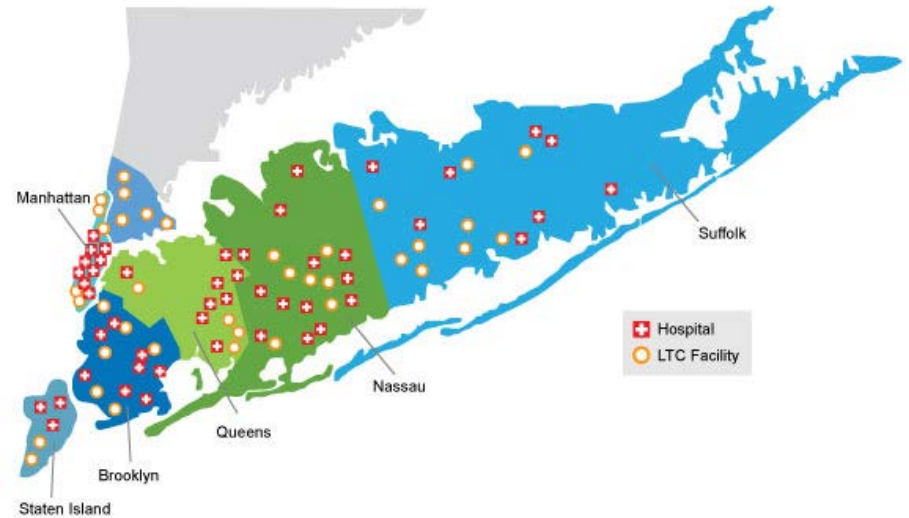 Manhattan
Suffolk
Hospital
LTC Facility
Nassau
Queens
Brooklyn
Staten Island